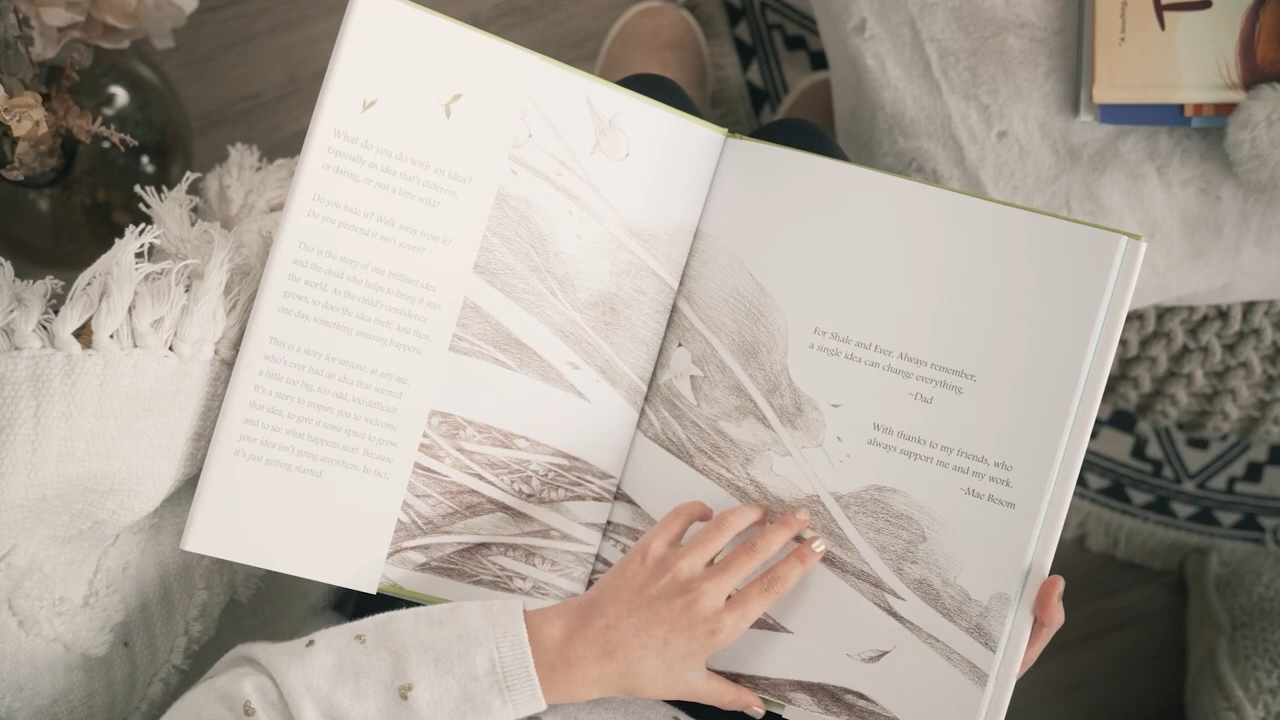 What do you do with an idea?
Especially an idea that's different,
or daring, or just a little wild?
Do you hide it? Walk away from it?
Do you pretend it isn't yours?
This is the story of one brilliant idea
and the child who helps to bring it into
the world. As the child's confidence
grows, so does the idea itself. And then,
one day, something amazing happens.
This is a story for anyone, at any age,
who's ever had an idea that seemed
a little too big, too odd, too difficult.
It's a story to inspire you to welcome
that idea, to give it some space to grow,
and to see what happens next. Because
your idea isn't going anywhere. In fact,
it's just getting started.
For Shale and Ever. Always remember,
a single idea can change everything.
~Dad
With thanks to my friends, who
always support me and my work.
~Mae Besom